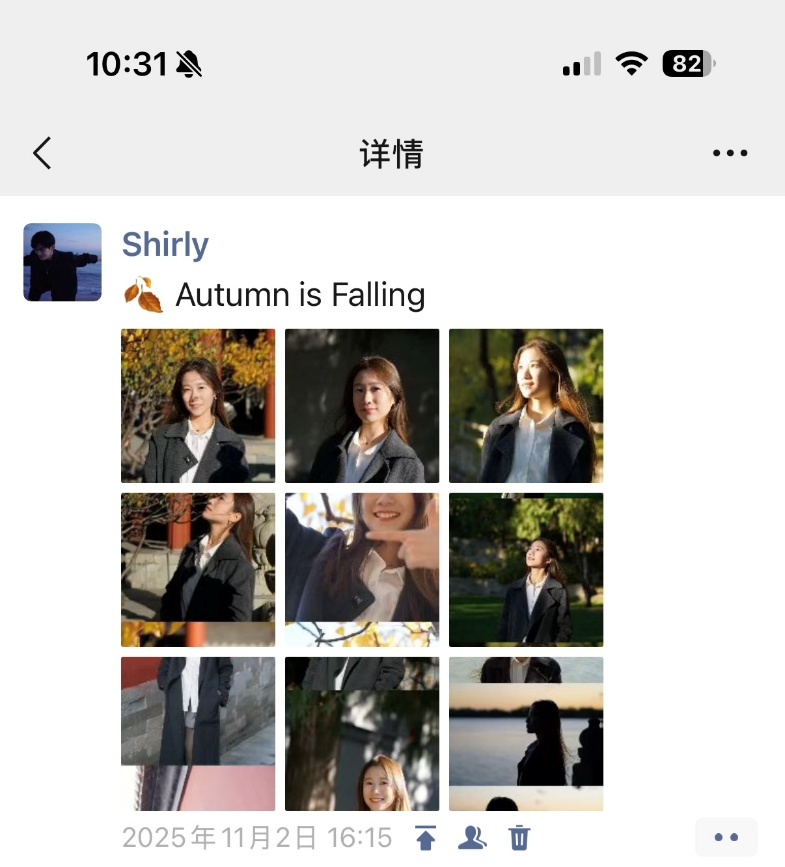 10:31
82
详情
Shirly
🍂 Autumn is Falling
2025年11月2日 16:15